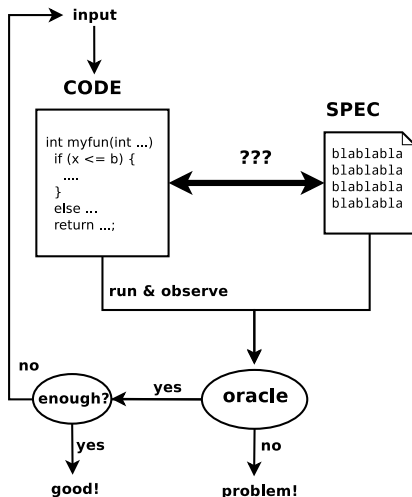 input
CODE
int myfun(int ...)
if (x <= b) {
....
}
else ...
return ...;
???
SPEC
blablabla
blablabla
blablabla
blablabla
run & observe
no
enough?
yes
oracle
yes
no
good!
problem!